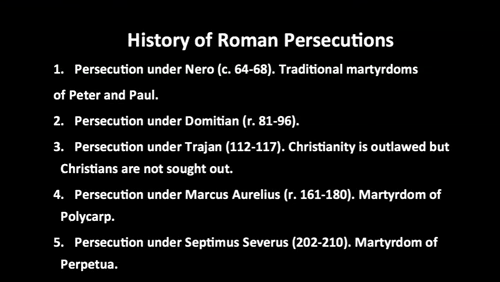 History of Roman Persecutions
1. Persecution under Nero (c. 64-68). Traditional martyrdoms
of Peter and Paul.
2. Persecution under Domitian (r. 81-96).
3. Persecution under Trajan (112-117). Christianity is outlawed but
Christians are not sought out.
4. Persecution under Marcus Aurelius (r. 161-180). Martyrdom of
Polycarp.
5. Persecution under Septimus Severus (202-210). Martyrdom of
Perpetua.